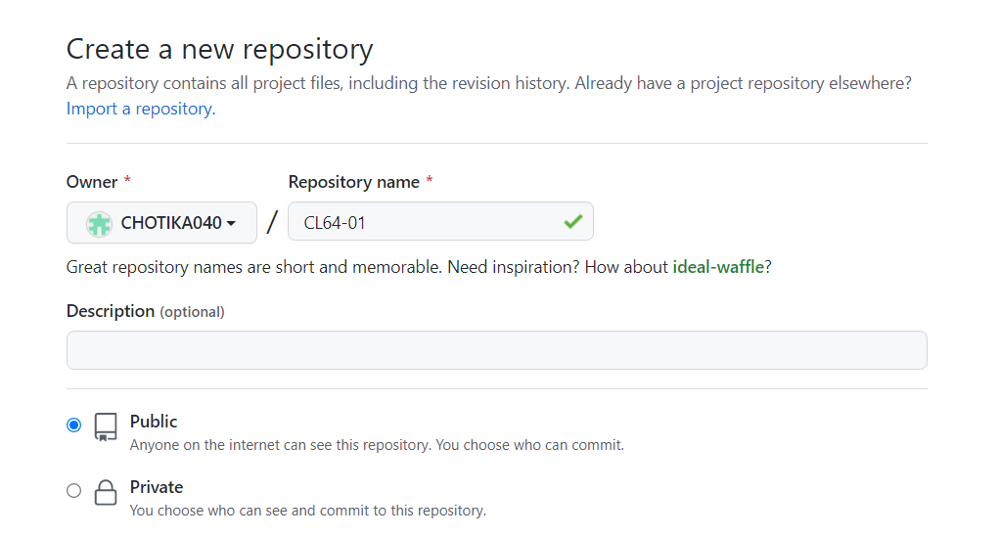 Create a new repository
A repository contains all project files, including the revision history. Already have a project repository elsewhere?
Import a repository.
Owner * Repository name *
CHOTIKA040 / CL64-01
Great repository names are short and memorable. Need inspiration? How about ideal-waffle?
Description (optional)
Public
Anyone on the internet can see this repository. You choose who can commit.
Private
You choose who can see and commit to this repository.